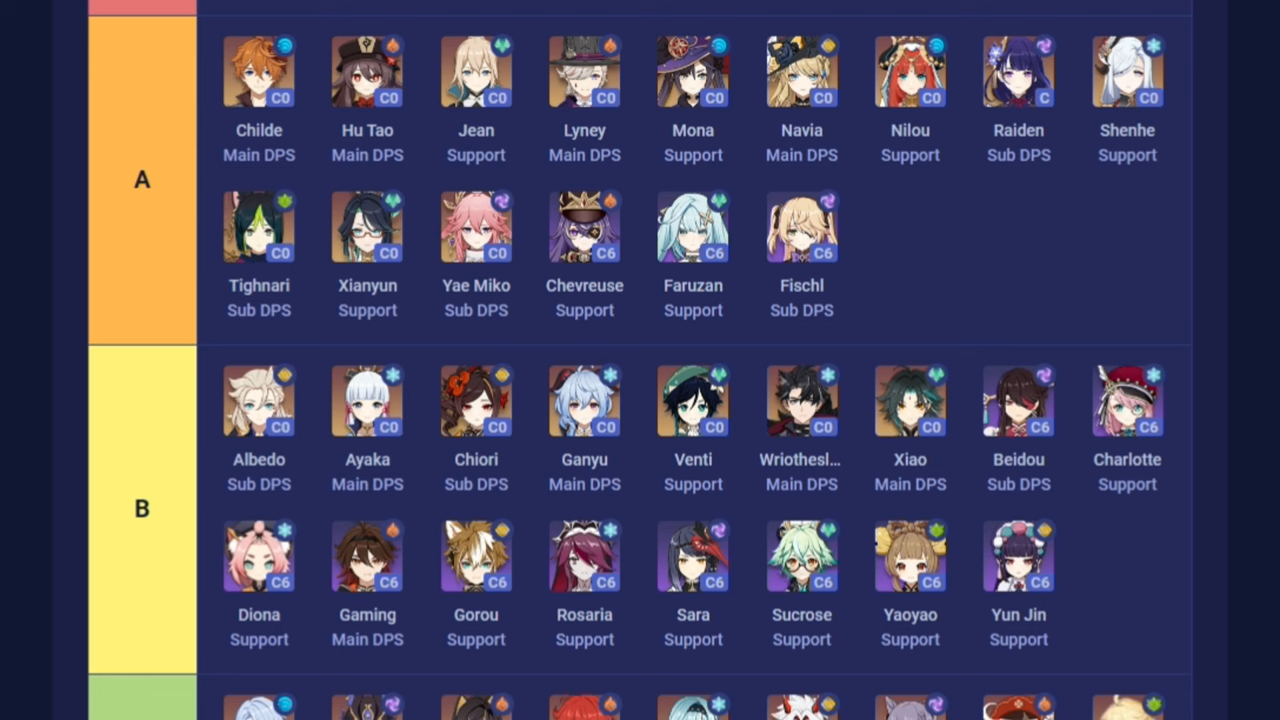 A
C0 C0 C0 C0 C0 C0 C0 C C0
Childe Hu Tao Jean Lyney Mona Navia Nilou Raiden Shenhe
Main DPS Main DPS Support Main DPS Support Main DPS Support Sub DPS Support
C0 C0 C0 C6 C6 C6
Tighnari Xianyun Yae Miko Chevreuse Faruzan Fischl
Sub DPS Support Sub DPS Support Support Sub DPS
B
C0 C0 C0 C0 C0 C0 C0 C6 C6
Albedo Ayaka Chiori Ganyu Venti Wriothesl... Xiao Beidou Charlotte
Sub DPS Main DPS Sub DPS Main DPS Support Main DPS Main DPS Sub DPS Support
C6 C6 C6 C6 C6 C6 C6 C6
Diona Gaming Gorou Rosaria Sara Sucrose Yaoyao Yun Jin
Support Main DPS Support Support Support Support Support Support